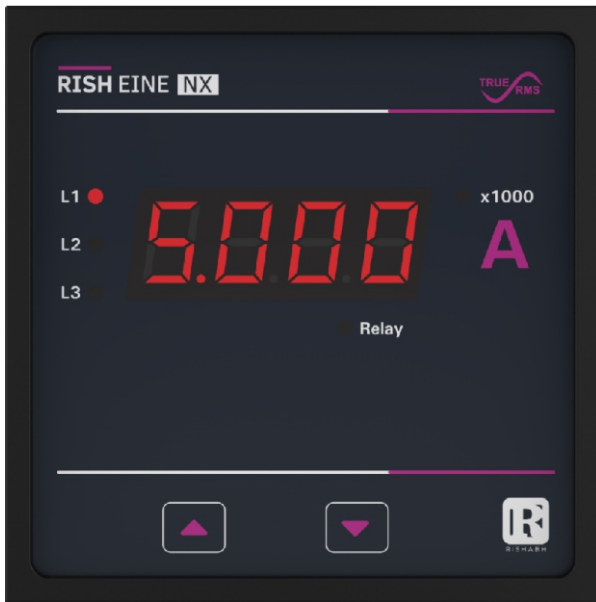 RISH EINE NX
TRUE RMS
L1
5.000
x1000
L2
A
L3
Relay
R
RISHABH